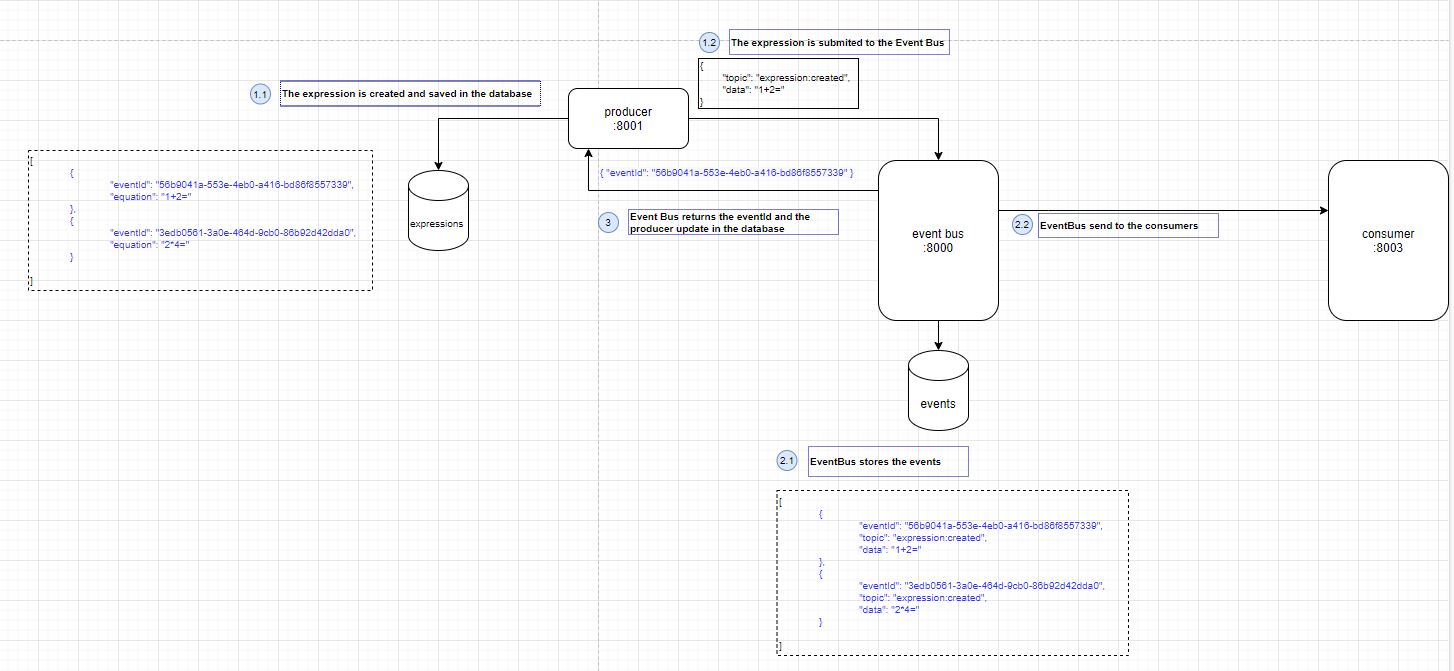 1.2
The expression is submited to the Event Bus
{
"topic": "expression:created",
"data": "1+2="
}
1.1
The expression is created and saved in the database
producer
:8001
[
{
"eventId": "56b9041a-553e-4eb0-a416-bd86f8557339",
"equation": "1+2="
},
{
"eventId": "3edb0561-3a0e-464d-9cb0-86b92d42dda0",
"equation": "2*4="
}
]
expressions
{ "eventId": "56b9041a-553e-4eb0-a416-bd86f8557339" }
3
Event Bus returns the eventId and the
producer update in the database
event bus
:8000
2.2
EventBus send to the consumers
consumer
:8003
events
2.1
EventBus stores the events
[
{
"eventId": "56b9041a-553e-4eb0-a416-bd86f8557339",
"topic": "expression:created",
"data": "1+2="
},
{
"eventId": "3edb0561-3a0e-464d-9cb0-86b92d42dda0",
"topic": "expression:created",
"data": "2*4="
}
]